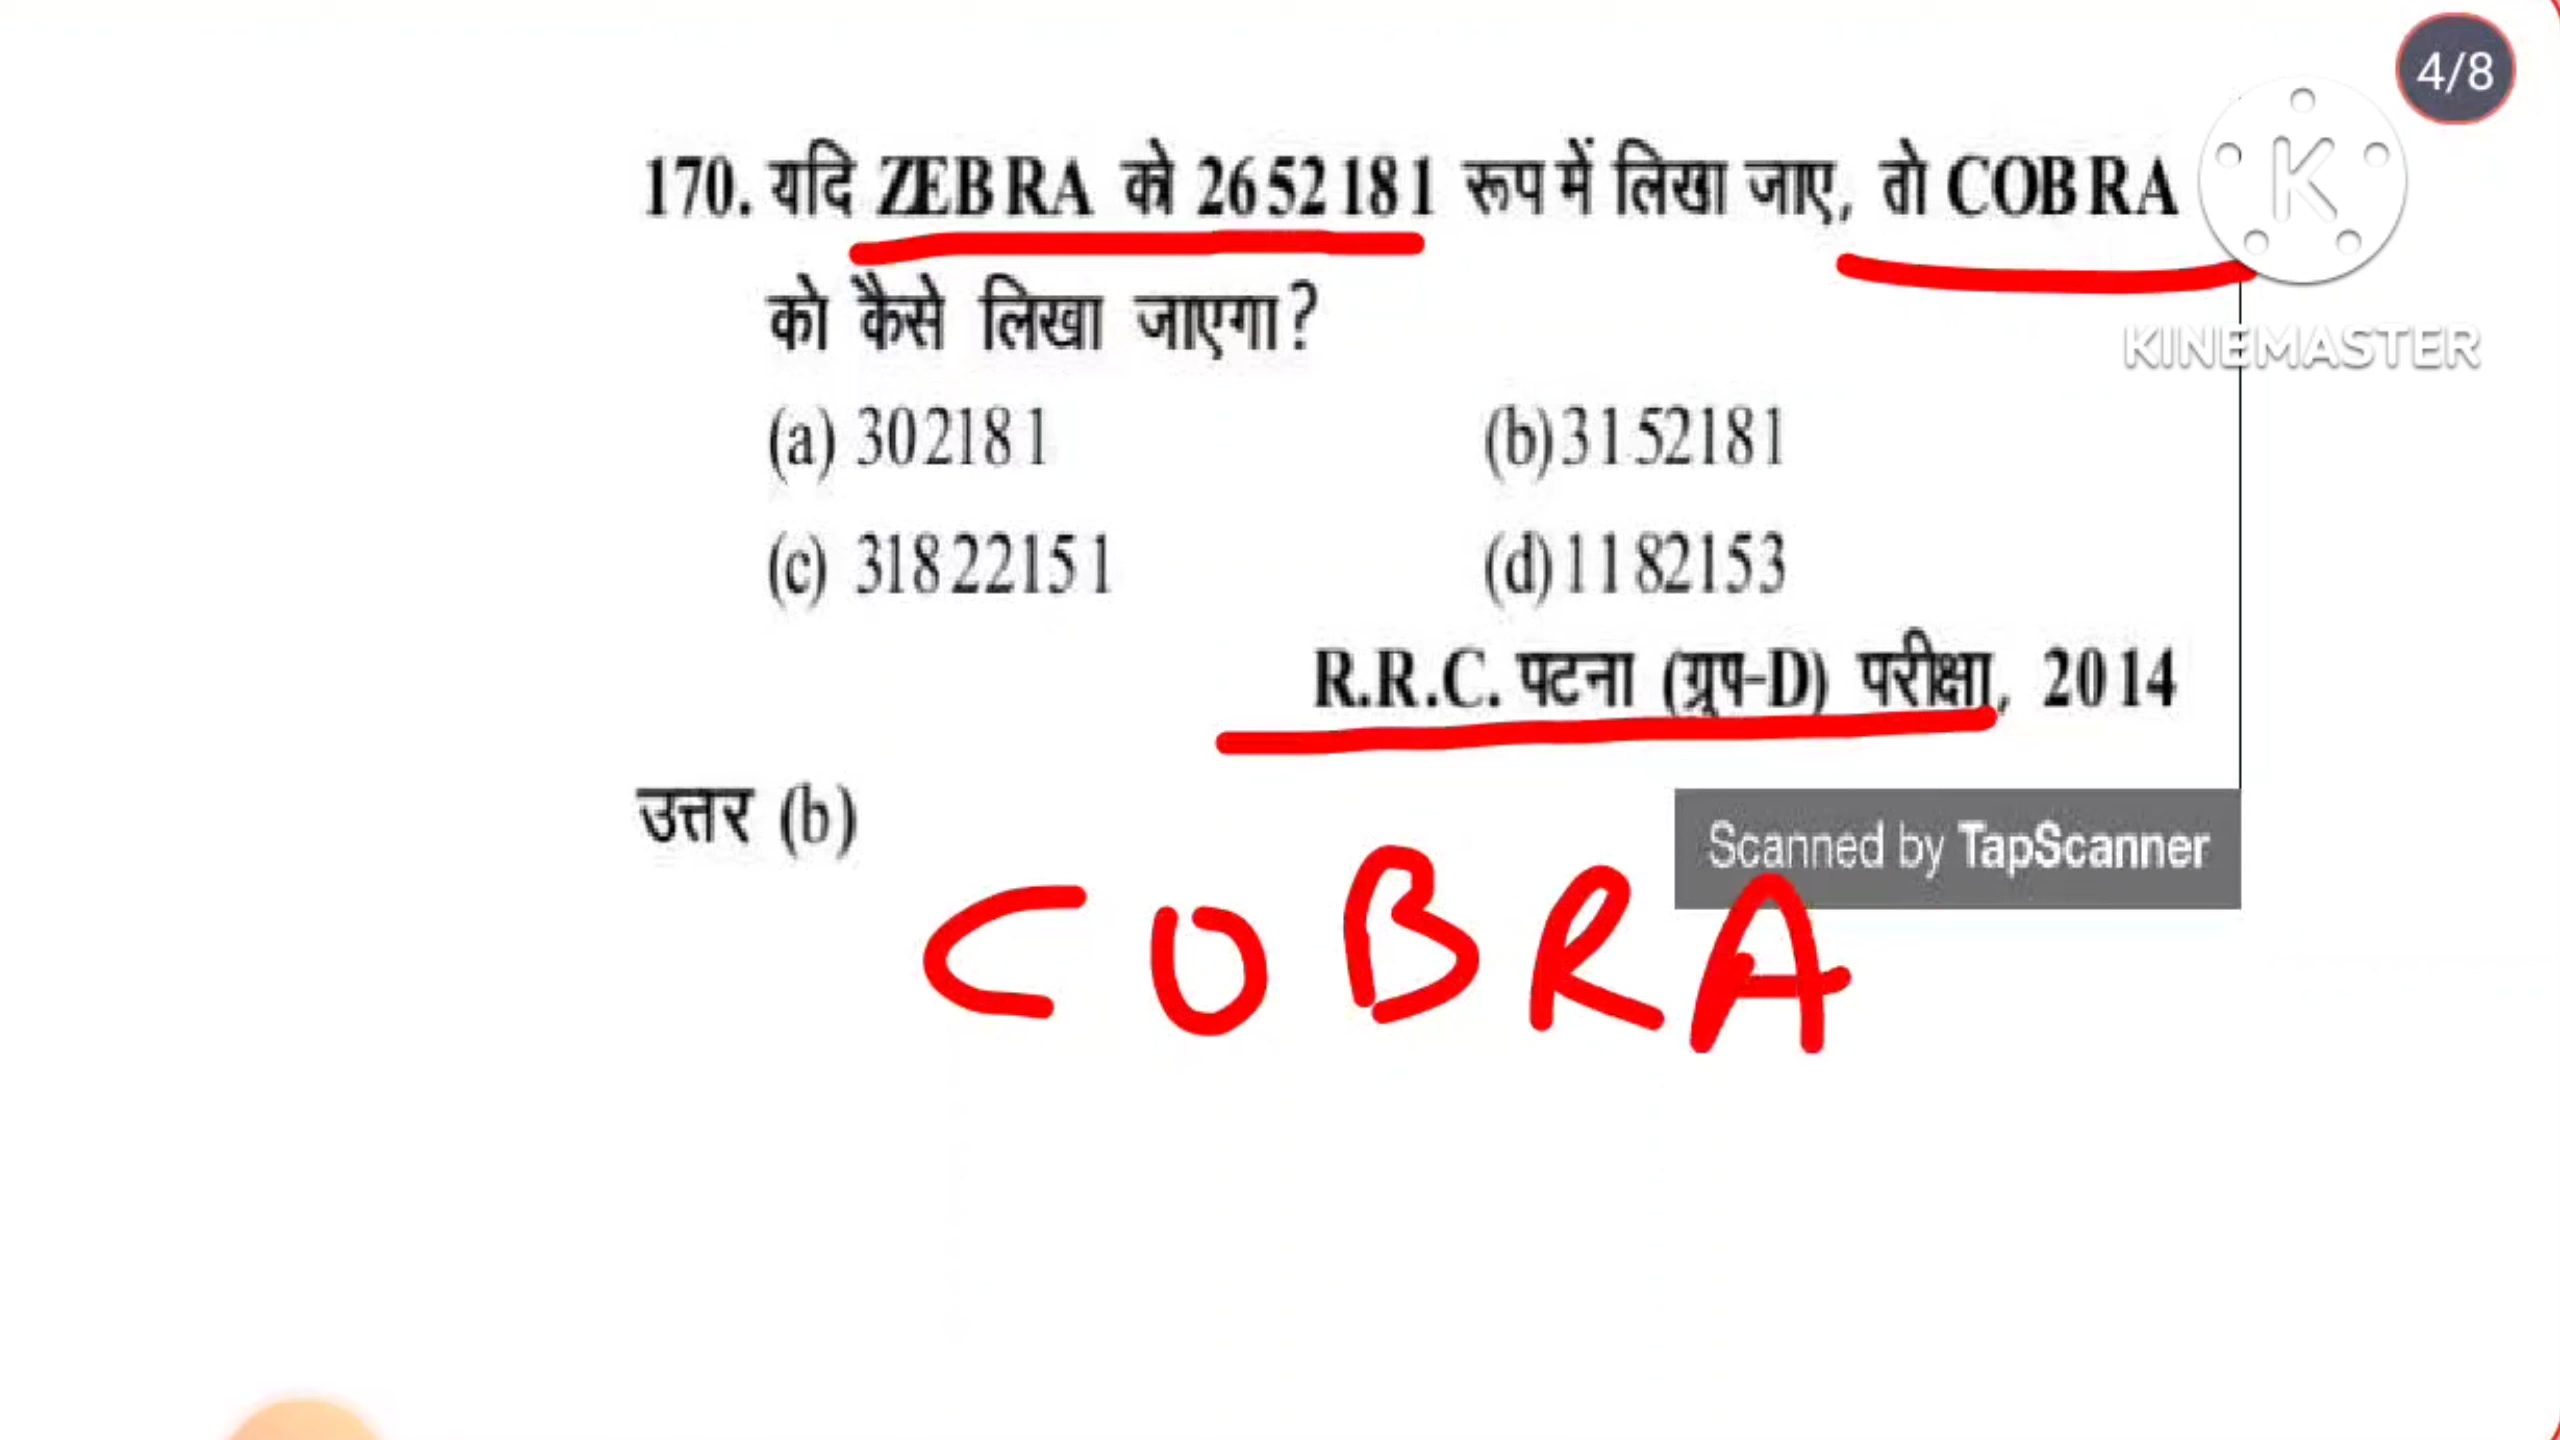 4/8
170. यदि ZEBRA को 2652181 रूप में लिखा जाए, तो COBRA
को कैसे लिखा जाएगा?
(a) 302181 (b) 3152181
(c) 31822151 (d) 1182153
R.R.C. पटना (ग्रुप-D) परीक्षा, 2014
उत्तर (b)
K
KINEMASTER
Scanned by TapScanner
COBRA